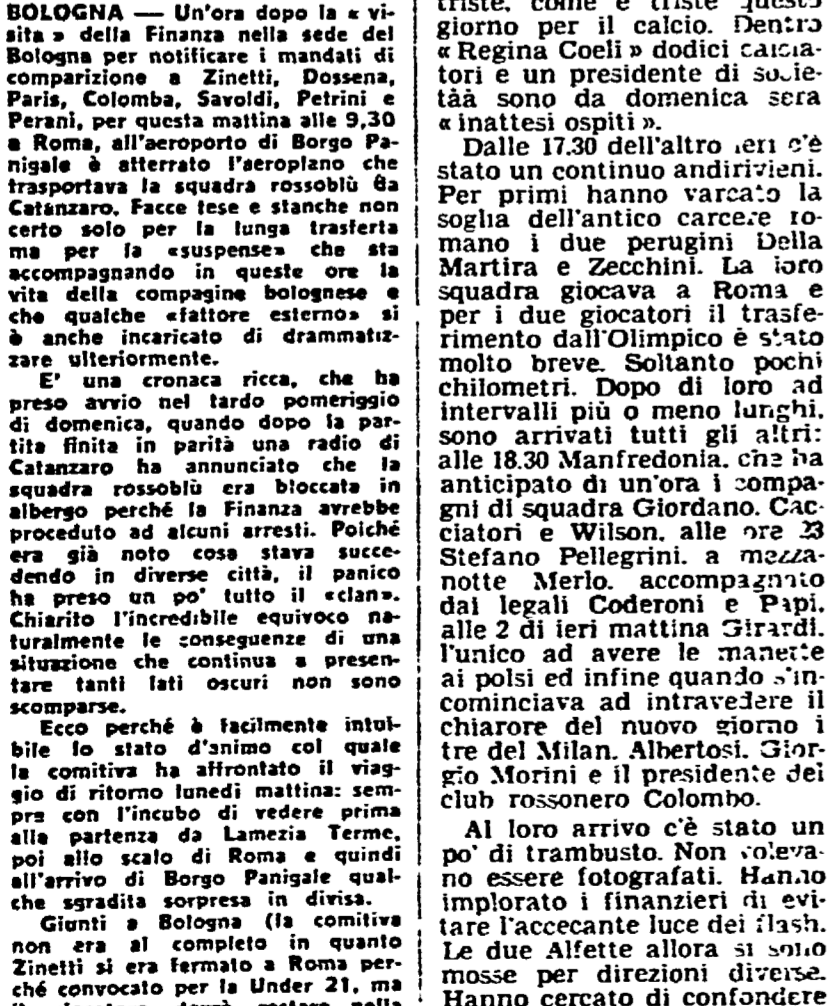 BOLOGNA — Un'ora dopo la « vi-
sita » della Finanza nella sede del
Bologna per notificare i mandati di
comparizione a Zinetti, Dossena,
Paris, Colomba, Savoldi, Petrini e
Perani, per questa mattina alle 9,30
a Roma, all'aeroporto di Borgo Pa-
nigale è atterrato l'aeroplano che
trasportava la squadra rossoblù da
Catanzaro. Facce tese e stanche non
certo solo per la lunga trasferta
ma per la «suspense» che sta
accompagnando in queste ore la
vita della compagine bolognese e
che qualche «fattore esterno» si
è anche incaricato di drammatiz-
zare ulteriormente.
E' una cronaca ricca, che ha
preso avvio nel tardo pomeriggio
di domenica, quando dopo la par-
tita finita in parità una radio di
Catanzaro ha annunciato che la
squadra rossoblù era bloccata in
albergo perché la Finanza avrebbe
proceduto ad alcuni arresti. Poiché
era già noto cosa stava succe-
dendo in diverse città, il panico
ha preso un po' tutto il «clan».
Chiarito l'incredibile equivoco na-
turalmente le conseguenze di una
situazione che continua a presen-
tare tanti lati oscuri non sono
scomparse.
Ecco perché è facilmente intui-
bile lo stato d'animo col quale
la comitiva ha affrontato il viag-
gio di ritorno lunedì mattina: sem-
pre con l'incubo di vedere prima
alla partenza da Lamezia Terme,
poi allo scalo di Roma e quindi
all'arrivo di Borgo Panigale qual-
che sgradita sorpresa in divisa.
Giunti a Bologna (la comitiva
non era al completo in quanto
Zinetti si era fermato a Roma per-
ché convocato per la Under 21, ma
triste, come è triste questo
giorno per il calcio. Dentro
« Regina Coeli » dodici calcia-
tori e un presidente di socie-
tàà sono da domenica sera
« inattesi ospiti ».
Dalle 17.30 dell'altro ieri c'è
stato un continuo andirivieni.
Per primi hanno varcato la
soglia dell'antico carcere ro-
mano i due perugini Della
Martira e Zecchini. La loro
squadra giocava a Roma e
per i due giocatori il trasfe-
rimento dall'Olimpico è stato
molto breve. Soltanto pochi
chilometri. Dopo di loro ad
intervalli più o meno lunghi,
sono arrivati tutti gli altri:
alle 18.30 Manfredonia, che ha
anticipato di un'ora i compa-
gni di squadra Giordano, Cac-
ciatori e Wilson, alle ore 23
Stefano Pellegrini, a mezza-
notte Merlo, accompagnato
dai legali Coderoni e Papi,
alle 2 di ieri mattina Girardi,
l'unico ad avere le manette
ai polsi ed infine quando s'in-
cominciava ad intravedere il
chiarore del nuovo giorno i
tre del Milan, Albertosi, Gior-
gio Morini e il presidente del
club rossonero Colombo.
Al loro arrivo c'è stato un
po' di trambusto. Non voleva-
no essere fotografati. Hanno
implorato i finanzieri di evi-
tare l'accecante luce dei flash.
Le due Alfette allora si sono
mosse per direzioni diverse.
Hanno cercato di confondere